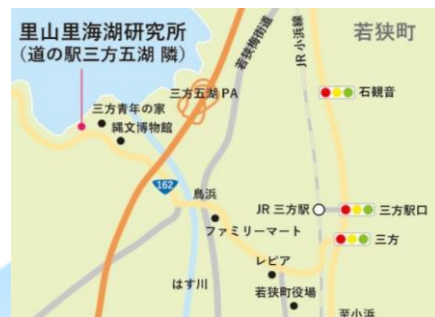 里山里海湖研究所
(道の駅三方五湖 隣)
若狭町
若狭梅街道
JR 小浜線
三方五湖 PA
石観音
三方青年の家
縄文博物館
162
鳥浜
JR 三方駅
三方駅口
ファミリーマート
三方
レピア
はす川
若狭町役場
至小浜